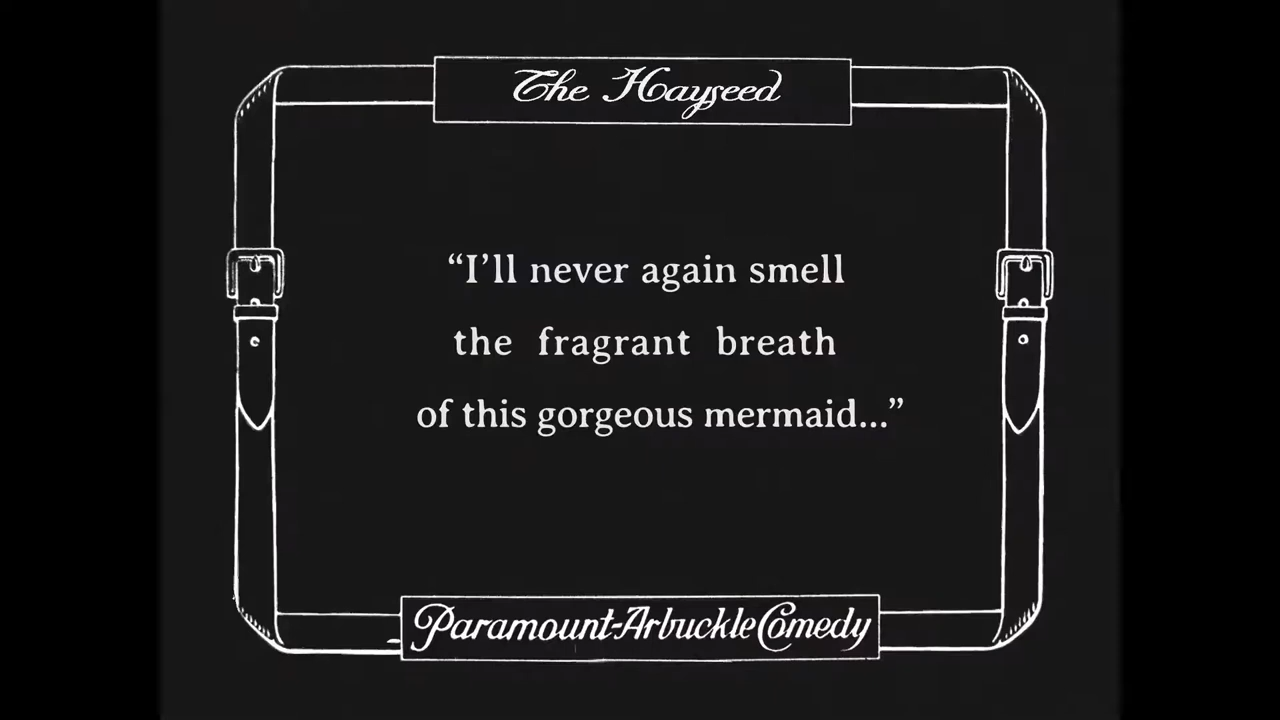 The Hayseed
“I’ll never again smell
the fragrant breath
of this gorgeous mermaid...”
Paramount-Arbuckle Comedy